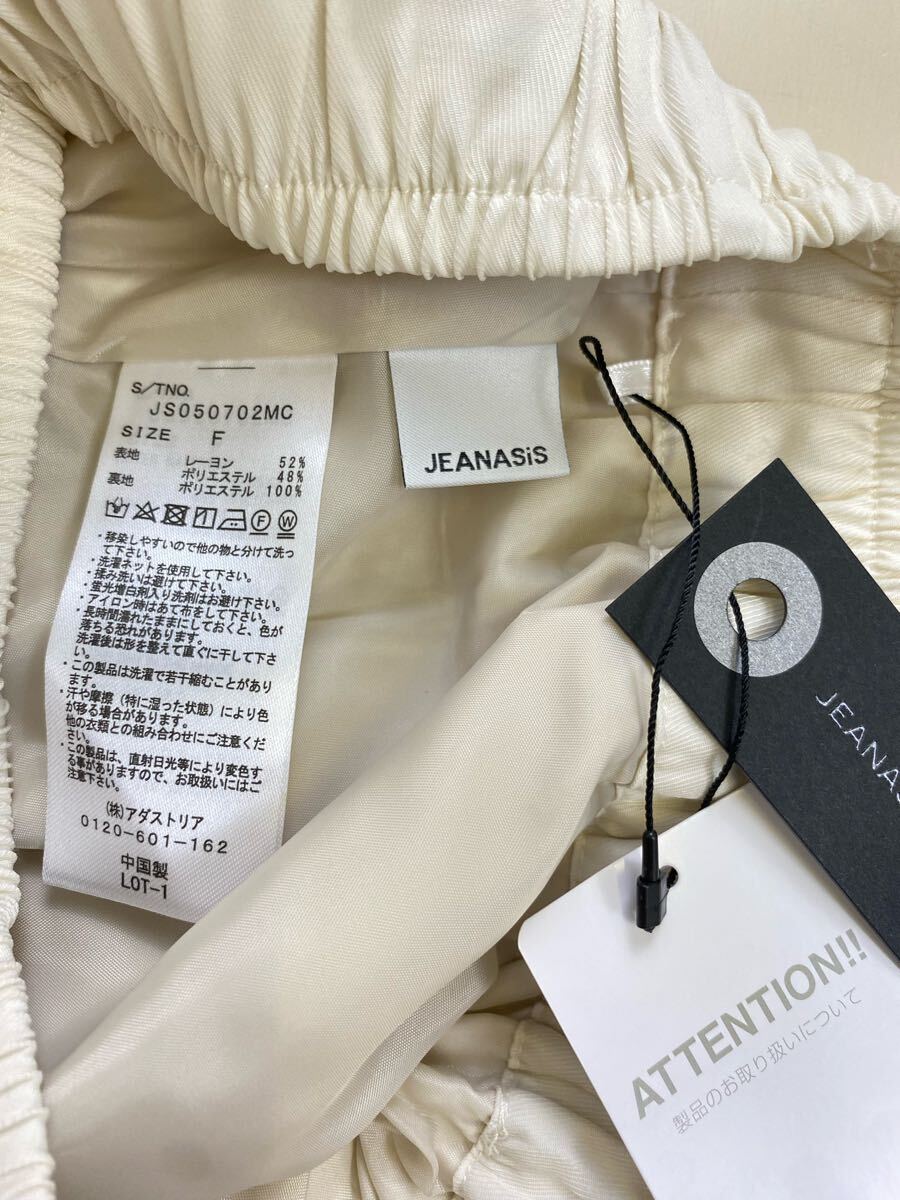 S/TNO.
JS050702MC
SIZE F
表地 レーヨン 52%
ポリエステル 48%
裏地 ポリエステル 100%
F W
・移染しやすいので他の物と分けて洗っ
て下さい。
・洗濯ネットを使用して下さい。
・揉み洗いは避けて下さい。
・蛍光増白剤入り洗剤はお避け下さい。
・アイロン時はあて布をして下さい。
・長時間濡れたままにしておくと、色が
落ちる恐れがあります。
・洗濯後は形を整えて直ぐに干して下さ
い。
・この製品は洗濯で若干縮むことがあり
ます。
・汗や摩擦（特に湿った状態）により色
が移る場合があります。
他の衣類との組み合わせにご注意くだ
さい。
・この製品は、直射日光等により変色す
る事がありますので、お取扱いにはご
注意下さい。
(株)アダストリア
0120-601-162
中国製
LOT-1
JEANASiS
JEANAS
ATTENTION!!
製品のお取り扱いについて